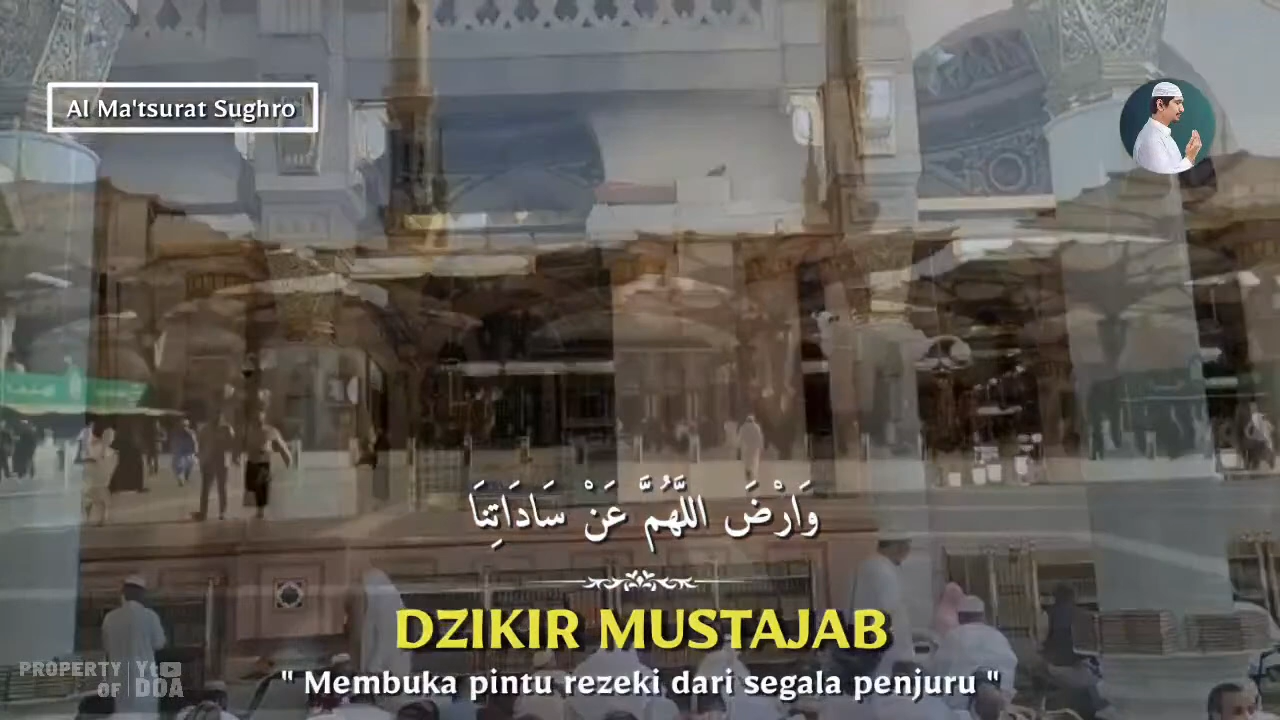 Al Ma'tsurat Sughro
وَارْضَ اللَّهُمَّ عَنْ سَادَاتِنَا
DZIKIR MUSTAJAB
" Membuka pintu rezeki dari segala penjuru "
PROPERTY OF
Yt DOA